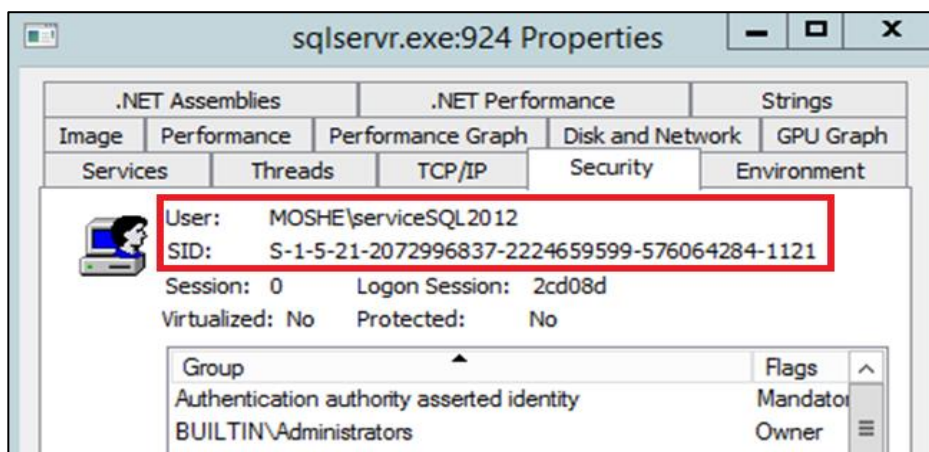 sqlservr.exe:924 Properties
.NET Assemblies .NET Performance Strings
Image Performance Performance Graph Disk and Network GPU Graph
Services Threads TCP/IP Security Environment
User: MOSHE\serviceSQL2012
SID: S-1-5-21-2072996837-2224659599-576064284-1121
Session: 0 Logon Session: 2cd08d
Virtualized: No Protected: No
Group Flags
Authentication authority asserted identity Mandato
BUILTIN\Administrators Owner